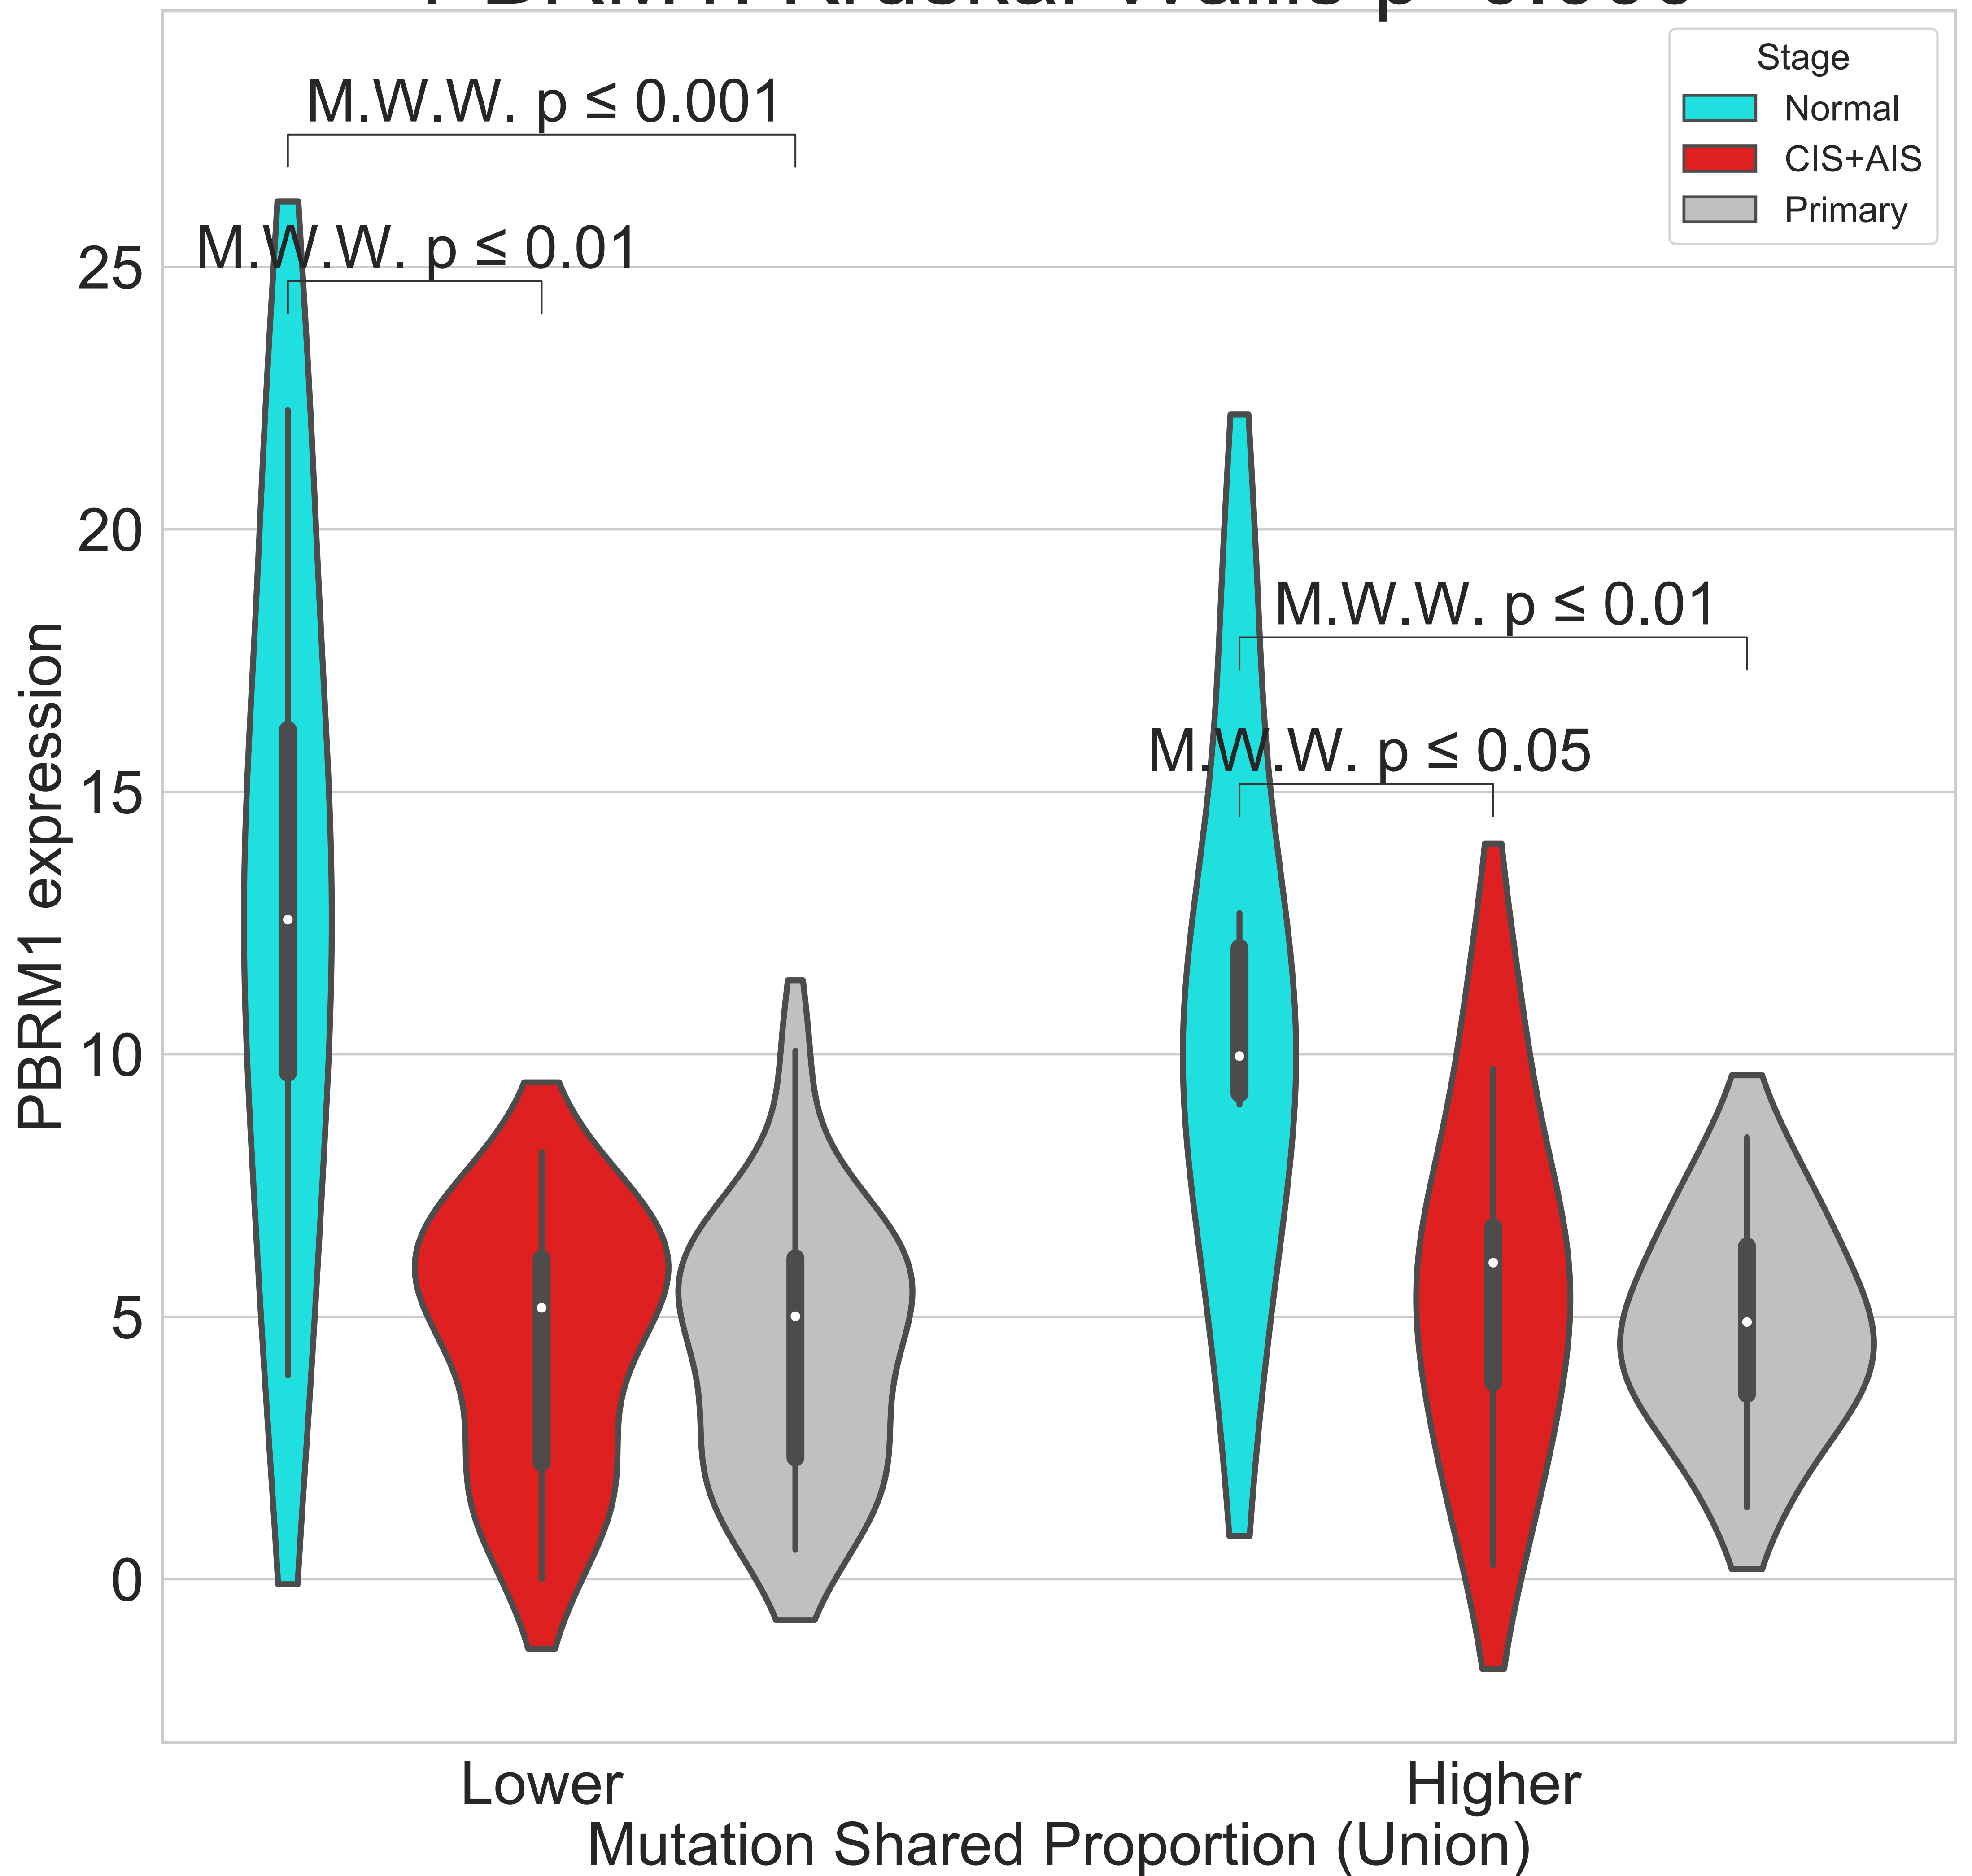 Stage
Normal
CIS+AIS
Primary
M.W.W. p ≤ 0.001
M.W.W. p ≤ 0.01
M.W.W. p ≤ 0.01
M.W.W. p ≤ 0.05
25
20
15
10
5
0
PBRM1 expression
Lower
Higher
Mutation Shared Proportion (Union)